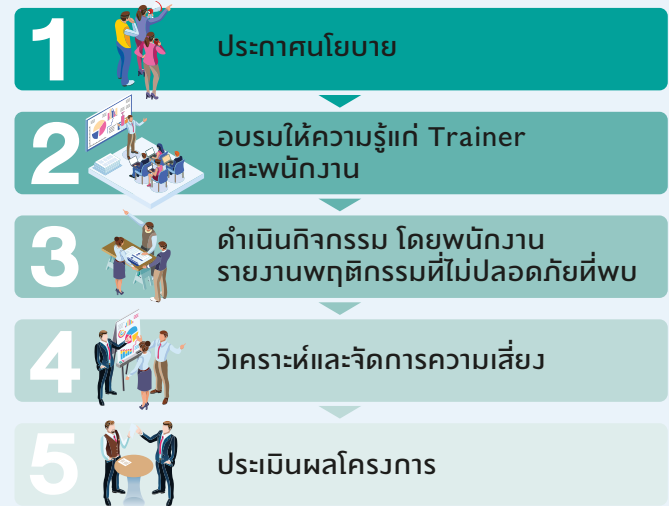 1
ประกาศนโยบาย
2
อบรมให้ความรู้แก่ Trainer
และพนักงาน
3
ดำเนินกิจกรรม โดยพนักงาน
รายงานพฤติกรรมที่ไม่ปลอดภัยที่พบ
4
วิเคราะห์และจัดการความเสี่ยง
5
ประเมินผลโครงการ